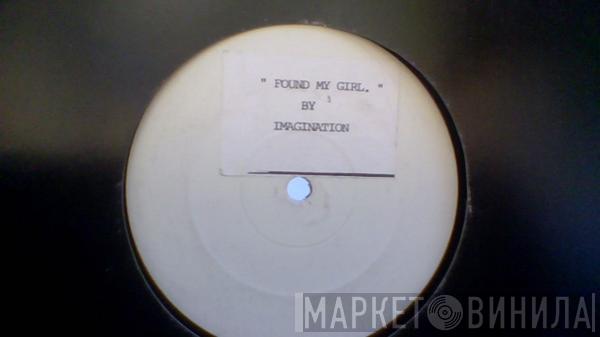 " FOUND MY GIRL. "
BY
IMAGINATION
МАРКЕТ ВИНИЛА